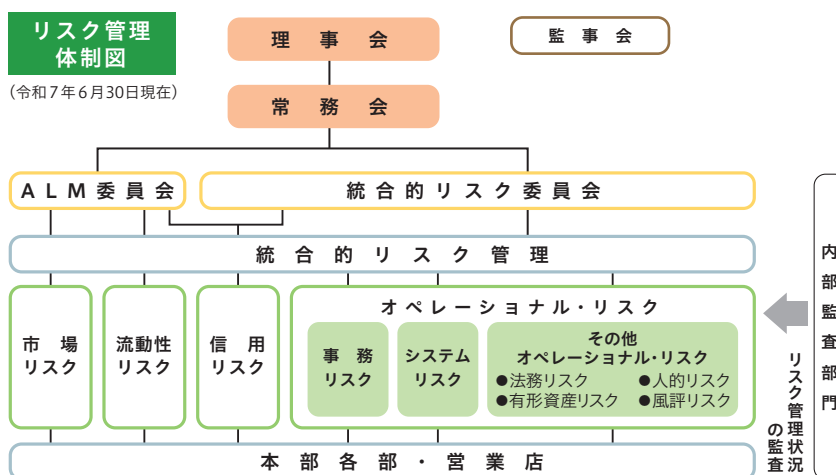 リスク管理
体制図
(令和7年6月30日現在)
理事会
監事会
常務会
ALM委員会
統合的リスク委員会
統合的リスク管理
市場
リスク
流動性
リスク
信用
リスク
オペレーショナル・リスク
事務
リスク
システム
リスク
その他
オペレーショナル・リスク
●法務リスク ●人的リスク
●有形資産リスク ●風評リスク
本部各部・営業店
リスク管理状況
の監査
内部監査部門